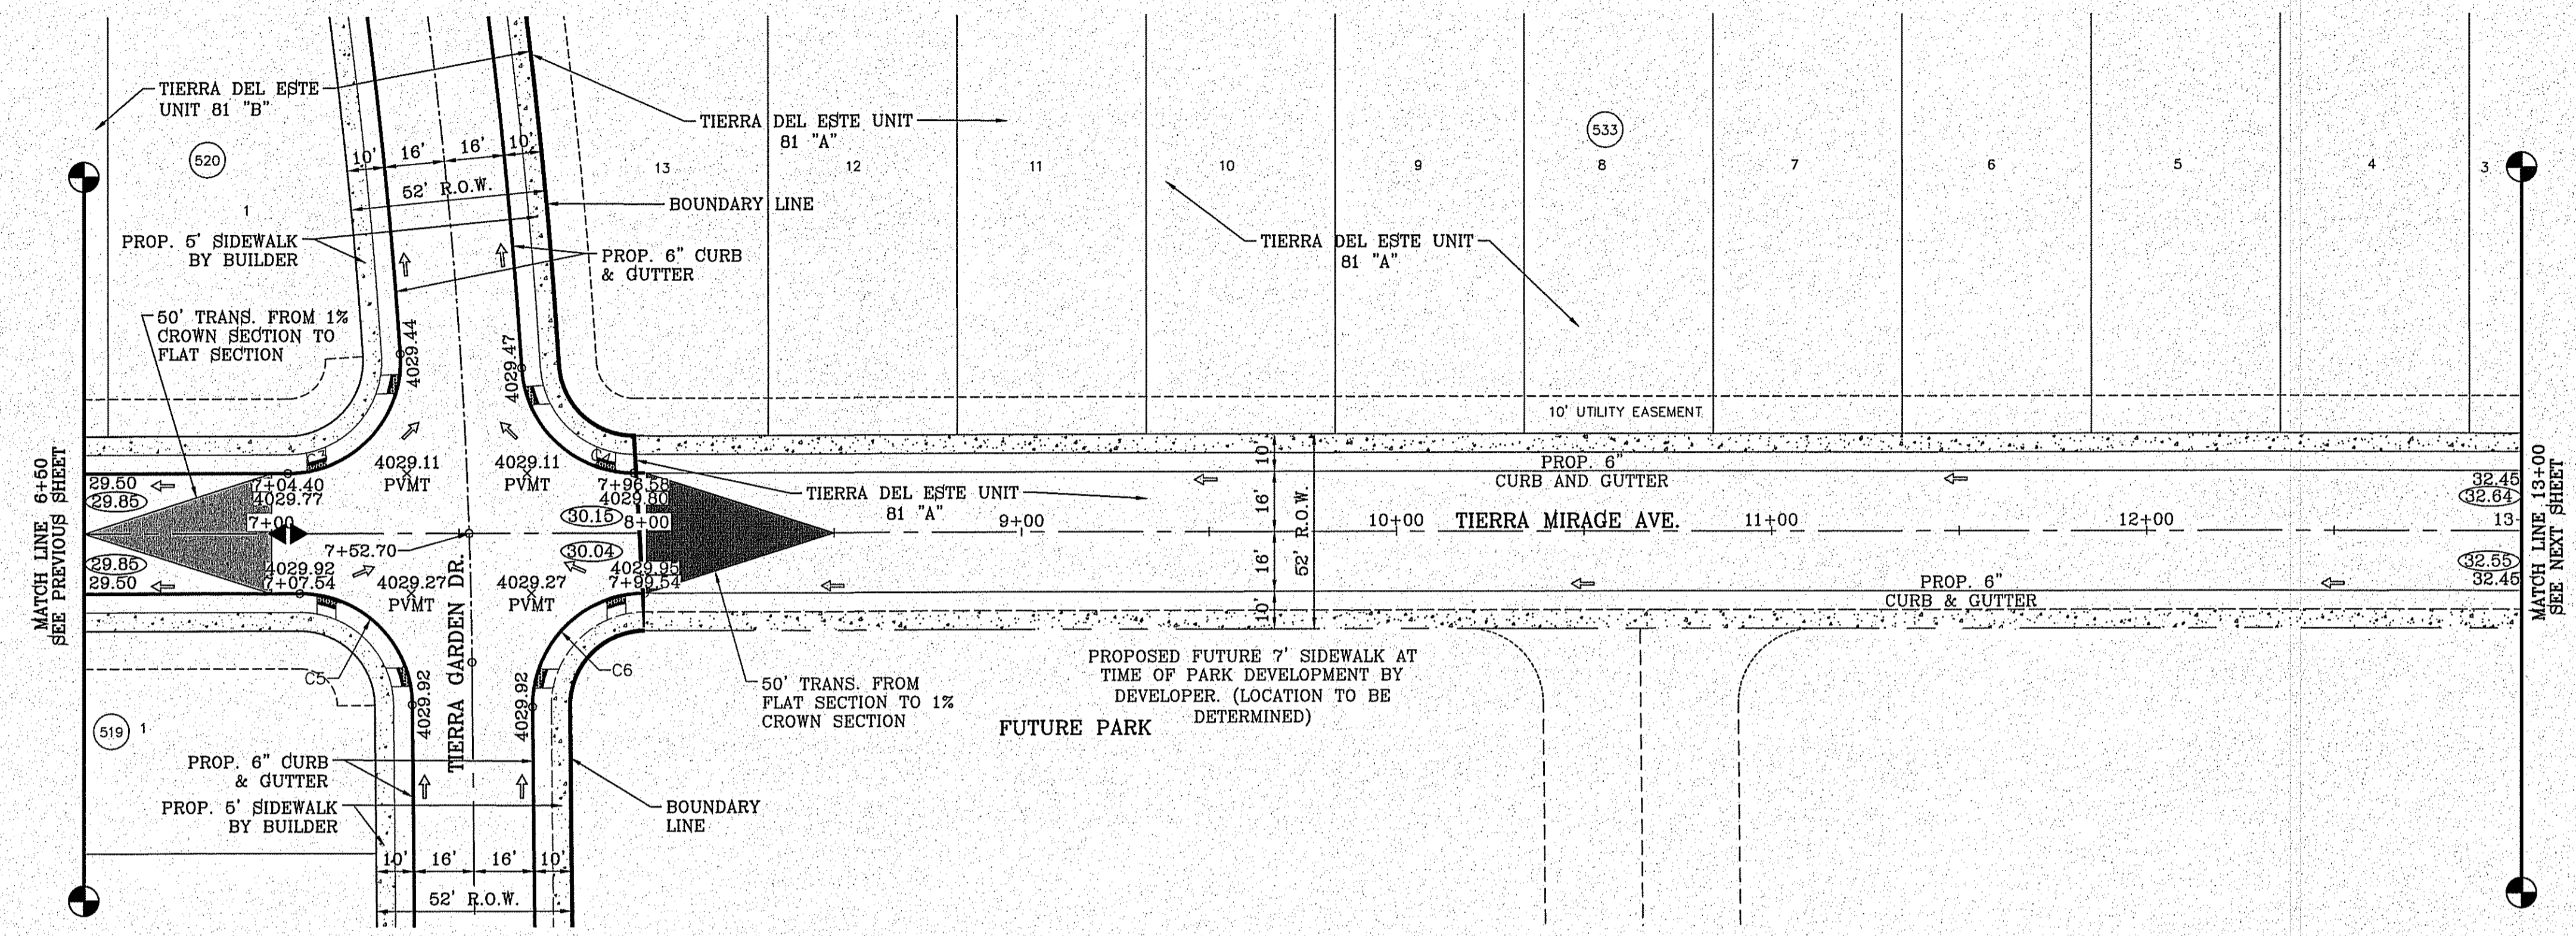 TIERRA DEL ESTE
UNIT 81 "B"
520
1
10' 16' 16' 10'
52' R.O.W.
PROP. 5' SIDEWALK
BY BUILDER
TIERRA DEL ESTE UNIT
81 "A"
BOUNDARY LINE
PROP. 6" CURB
& GUTTER
50' TRANS. FROM 1%
CROWN SECTION TO
FLAT SECTION
4029.44
4029.47
13
12
11
10
9
8
7
6
5
4
3
533
TIERRA DEL ESTE UNIT
81 "A"
10' UTILITY EASEMENT
MATCH LINE 6+60
SEE PREVIOUS SHEET
29.50
29.85
7+04.40
4029.77
7+00
4029.11
PVMT
4029.11
PVMT
7+96.58
4029.80
30.15
8+00
7+52.70
30.04
4029.95
7+99.54
29.85
29.50
4029.92
7+07.54
4029.27
PVMT
4029.27
PVMT
TIERRA DEL ESTE UNIT
81 "A"
9+00
10'
16'
16'
10'
52' R.O.W.
10+00
TIERRA MIRAGE AVE.
11+00
12+00
13
PROP. 6"
CURB AND GUTTER
32.45
32.64
32.55
32.45
PROP. 6"
CURB & GUTTER
MATCH LINE 13+00
SEE NEXT SHEET
C5
C6
4029.92
4029.92
TIERRA GARDEN DR.
50' TRANS. FROM
FLAT SECTION TO 1%
CROWN SECTION
PROPOSED FUTURE 7' SIDEWALK AT
TIME OF PARK DEVELOPMENT BY
DEVELOPER. (LOCATION TO BE
DETERMINED)
FUTURE PARK
519
1
PROP. 6" CURB
& GUTTER
PROP. 5' SIDEWALK
BY BUILDER
BOUNDARY
LINE
10' 16' 16' 10'
52' R.O.W.